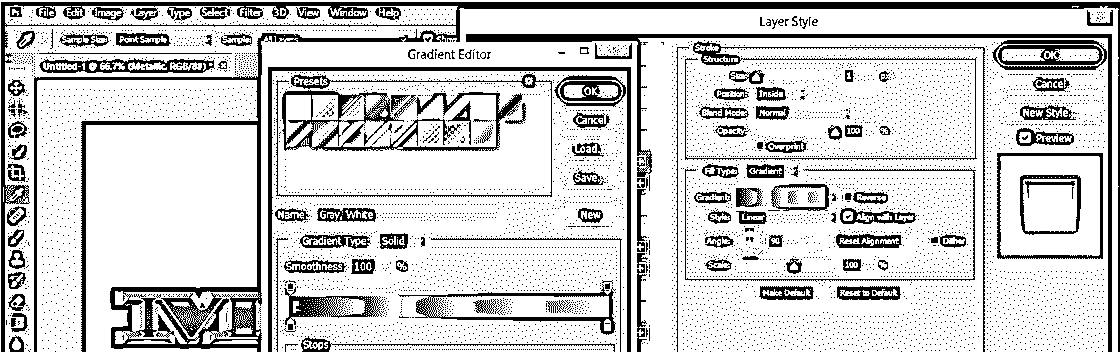 File Edit Image Layer Type Select Filter 3D View Window Help
Sample Size: Point Sample Sample:
Untitled-1 @ 66.7% (Metallic, RGB/8#)
Gradient Editor
Presets
OK
Cancel
Load...
Save...
Name: Gray, White
New
Gradient Type: Solid
Smoothness: 100 %
Stops
Layer Style
Stroke
Structure
Size: 1
Position: Inside
Blend Mode: Normal
Opacity: 100 %
Overprint
Fill Type: Gradient
Gradient: Reverse
Style: Linear Align with Layer
Angle: 90 Reset Alignment Dither
Scale: 100 %
Make Default Reset to Default
OK
Cancel
New Style...
Preview